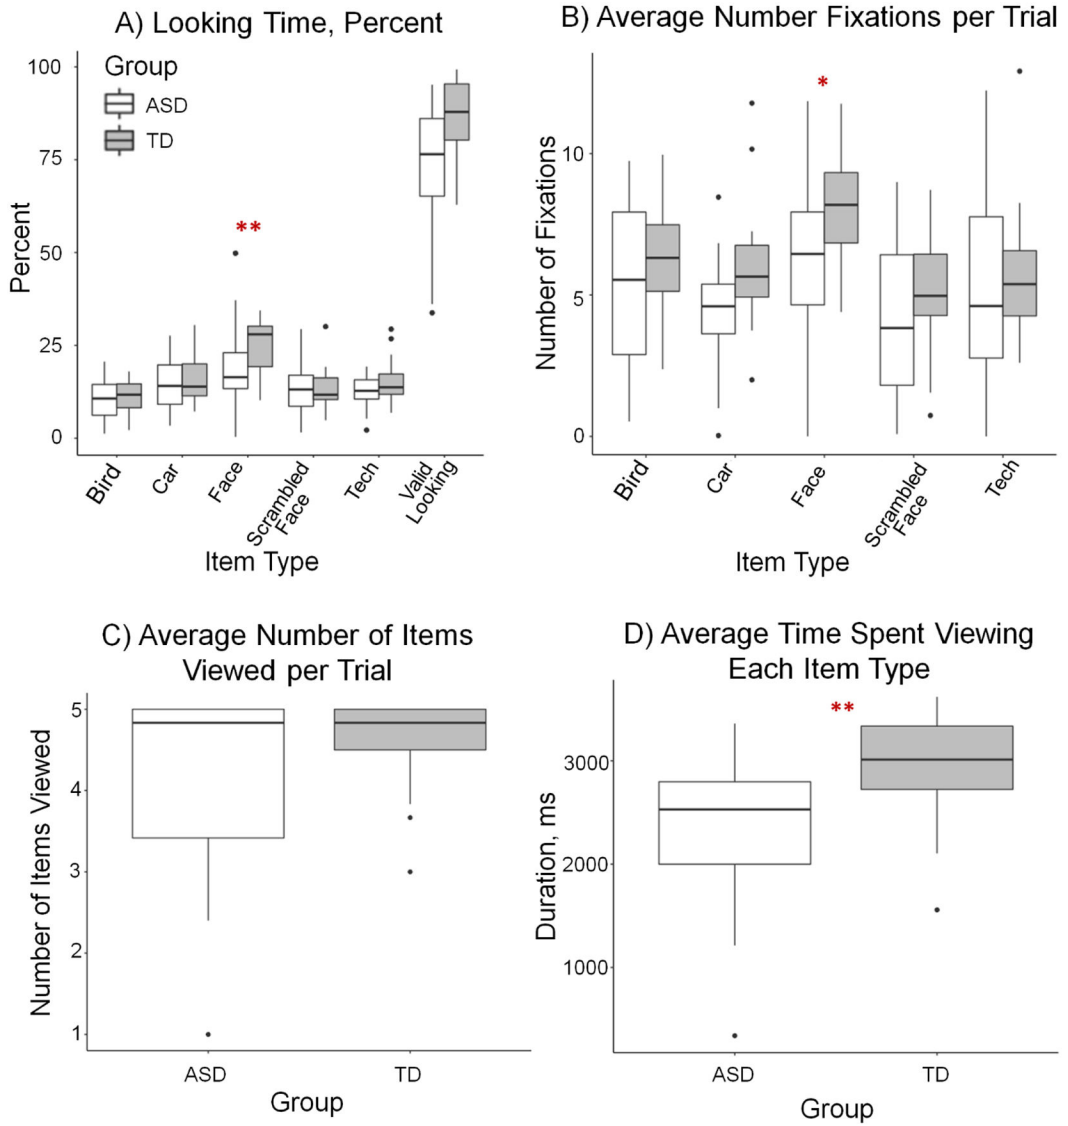 A) Looking Time, Percent
Group
ASD
TD
**
Percent
100
75
50
25
0
Bird
Car
Face
Scrambled
Face
Tech
Valid
Looking
Item Type
B) Average Number Fixations per Trial
*
Number of Fixations
10
5
0
Bird
Car
Face
Scrambled
Face
Tech
Item Type
C) Average Number of Items
Viewed per Trial
Number of Items Viewed
5
4
3
2
1
ASD
TD
Group
D) Average Time Spent Viewing
Each Item Type
**
Duration, ms
3000
2000
1000
ASD
TD
Group